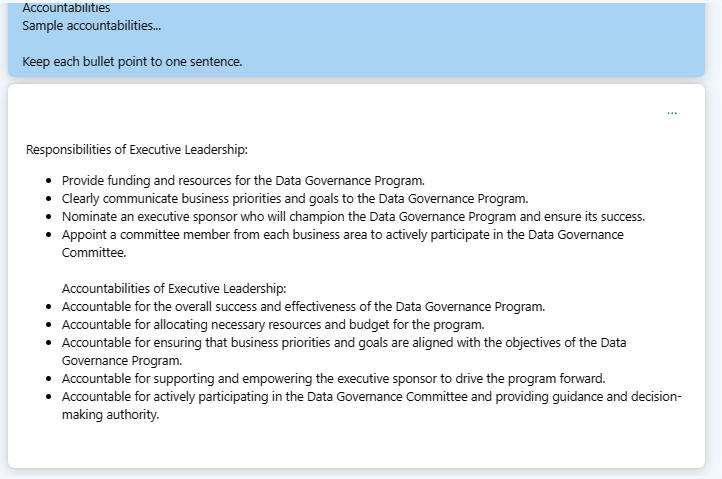 Accountabilities
Sample accountabilities...
Keep each bullet point to one sentence.
...
Responsibilities of Executive Leadership:
• Provide funding and resources for the Data Governance Program.
• Clearly communicate business priorities and goals to the Data Governance Program.
• Nominate an executive sponsor who will champion the Data Governance Program and ensure its success.
• Appoint a committee member from each business area to actively participate in the Data Governance
Committee.
Accountabilities of Executive Leadership:
• Accountable for the overall success and effectiveness of the Data Governance Program.
• Accountable for allocating necessary resources and budget for the program.
• Accountable for ensuring that business priorities and goals are aligned with the objectives of the Data
Governance Program.
• Accountable for supporting and empowering the executive sponsor to drive the program forward.
• Accountable for actively participating in the Data Governance Committee and providing guidance and decision-
making authority.